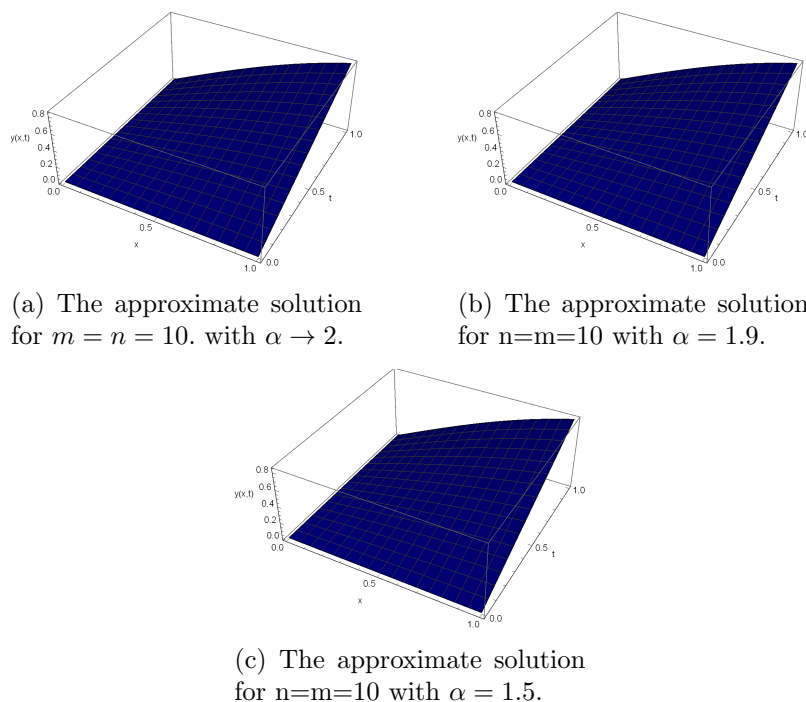 0.8
0.6
y(x,t)
0.4
0.2
0.0
0.0
0.5
x
1.0
0.0
0.5
t
1.0
0.8
0.6
y(x,t)
0.4
0.2
0.0
0.0
0.5
x
1.0
0.0
0.5
t
1.0
(a) The approximate solution
for m = n = 10. with α → 2.
(b) The approximate solution
for n=m=10 with α = 1.9.
0.8
0.6
y(x,t)
0.4
0.2
0.0
0.0
0.5
x
1.0
0.0
0.5
t
1.0
(c) The approximate solution
for n=m=10 with α = 1.5.